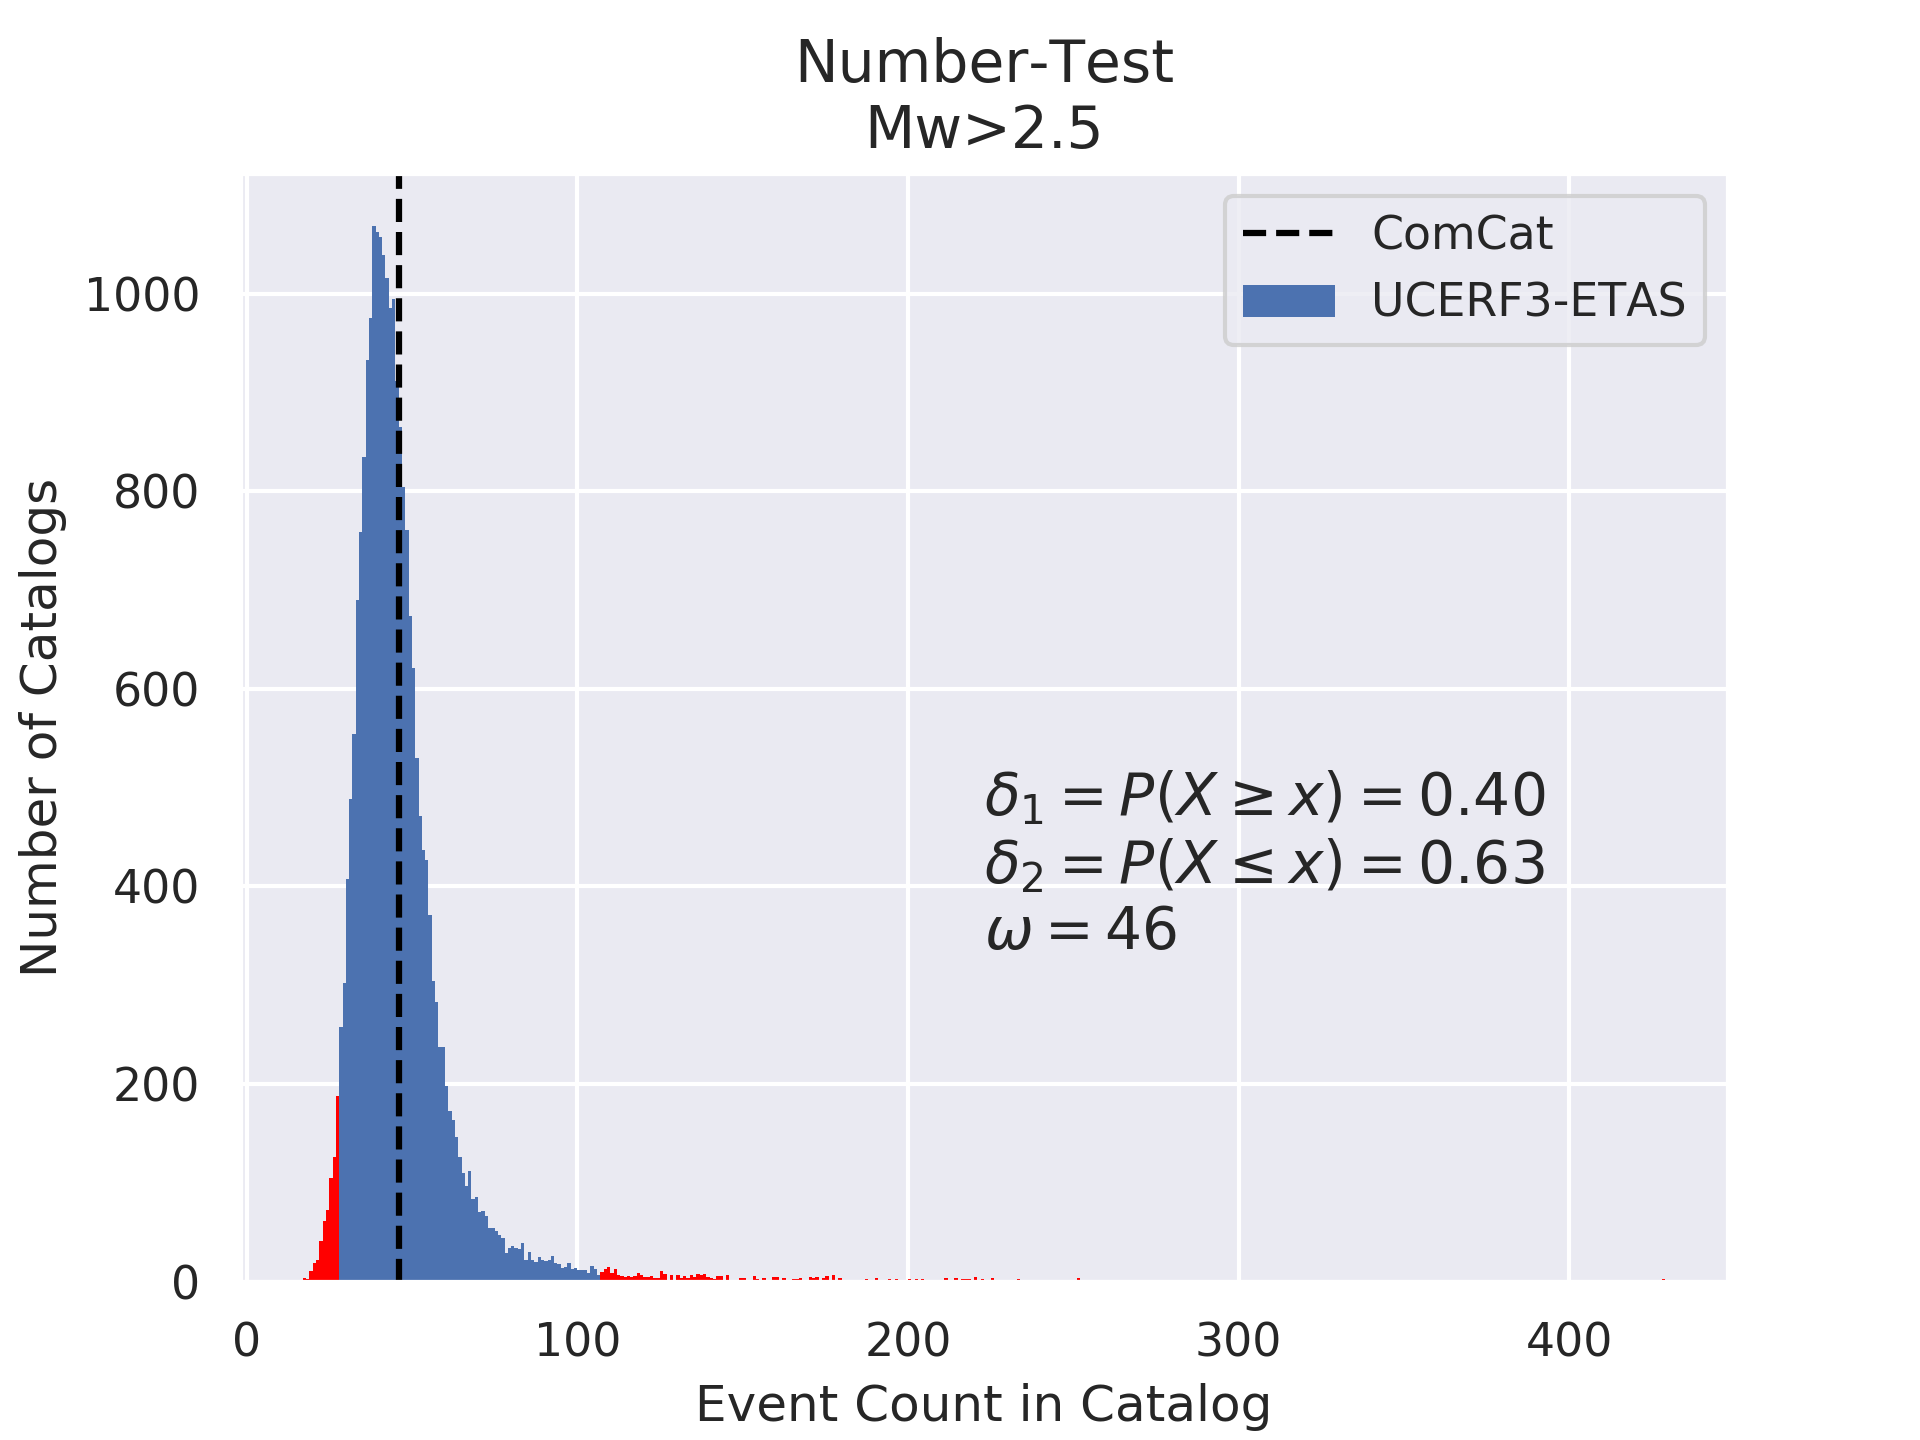 Number-Test
Mw>2.5
ComCat
UCERF3-ETAS
1000
800
600
400
200
0
Number of Catalogs
δ₁ = P(X ≥ x) = 0.40
δ₂ = P(X ≤ x) = 0.63
ω = 46
0 100 200 300 400
Event Count in Catalog